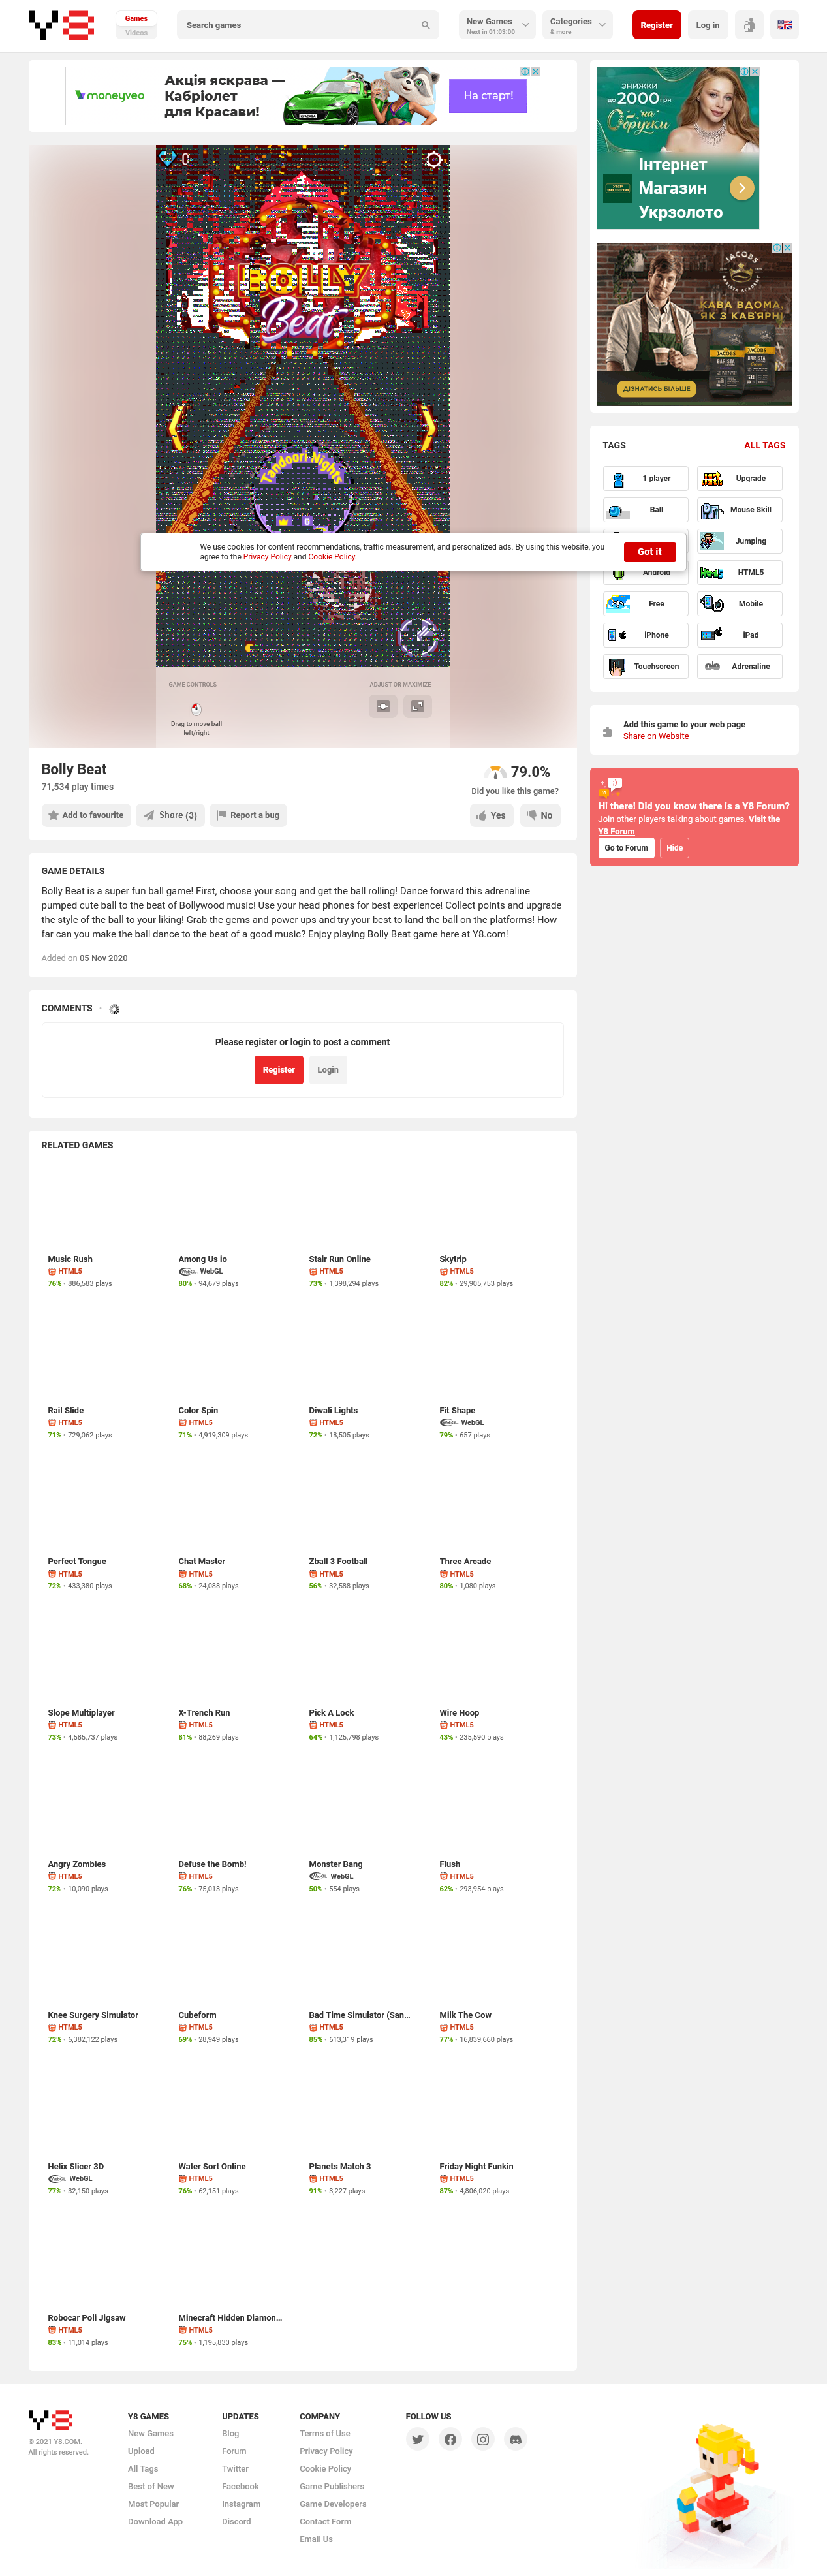 Games
Videos
Search games
New Games
Next in 01:03:00
Categories
& more
Register
Log in
moneyveo
Акція яскрава —
Кабріолет
для Красави!
На старт!
0
BOLLY
Beat
Tandoori Nights
0
GAME CONTROLS
Drag to move ball
left/right
ADJUST OR MAXIMIZE
We use cookies for content recommendations, traffic measurement, and personalized ads. By using this website, you
agree to the Privacy Policy and Cookie Policy.
Got it
Bolly Beat
71,534 play times
79.0%
Did you like this game?
Add to favourite
Share (3)
Report a bug
Yes
No
GAME DETAILS
Bolly Beat is a super fun ball game! First, choose your song and get the ball rolling! Dance forward this adrenaline
pumped cute ball to the beat of Bollywood music! Use your head phones for best experience! Collect points and upgrade
the style of the ball to your liking! Grab the gems and power ups and try your best to land the ball on the platforms! How
far can you make the ball dance to the beat of a good music? Enjoy playing Bolly Beat game here at Y8.com!
Added on 05 Nov 2020
COMMENTS
Please register or login to post a comment
Register
Login
ЗНИЖКИ
до 2000 грн
на
Обручки
Інтернет
Магазин
Укрзолото
JACOBS
КАВА ВДОМА,
ЯК З КАВ'ЯРНІ
JACOBS
BARISTA
JACOBS
BARISTA
ДІЗНАТИСЬ БІЛЬШЕ
TAGS
ALL TAGS
1 player
Upgrade
Ball
Mouse Skill
Jumping
Android
HTML5
Free
Mobile
iPhone
iPad
Touchscreen
Adrenaline
Add this game to your web page
Share on Website
Hi there! Did you know there is a Y8 Forum?
Join other players talking about games. Visit the
Y8 Forum
Go to Forum
Hide
RELATED GAMES
Music Rush
HTML5
76% • 886,583 plays
Among Us io
WebGL
80% • 94,679 plays
Stair Run Online
HTML5
73% • 1,398,294 plays
Skytrip
HTML5
82% • 29,905,753 plays
Rail Slide
HTML5
71% • 729,062 plays
Color Spin
HTML5
71% • 4,919,309 plays
Diwali Lights
HTML5
72% • 18,505 plays
Fit Shape
WebGL
79% • 657 plays
Perfect Tongue
HTML5
72% • 433,380 plays
Chat Master
HTML5
68% • 24,088 plays
Zball 3 Football
HTML5
56% • 32,588 plays
Three Arcade
HTML5
80% • 1,080 plays
Slope Multiplayer
HTML5
73% • 4,585,737 plays
X-Trench Run
HTML5
81% • 88,269 plays
Pick A Lock
HTML5
64% • 1,125,798 plays
Wire Hoop
HTML5
43% • 235,590 plays
Angry Zombies
HTML5
72% • 10,090 plays
Defuse the Bomb!
HTML5
76% • 75,013 plays
Monster Bang
WebGL
50% • 554 plays
Flush
HTML5
62% • 293,954 plays
Knee Surgery Simulator
HTML5
72% • 6,382,122 plays
Cubeform
HTML5
69% • 28,949 plays
Bad Time Simulator (San...
HTML5
85% • 613,319 plays
Milk The Cow
HTML5
77% • 16,839,660 plays
Helix Slicer 3D
WebGL
77% • 32,150 plays
Water Sort Online
HTML5
76% • 62,151 plays
Planets Match 3
HTML5
91% • 3,227 plays
Friday Night Funkin
HTML5
87% • 4,806,020 plays
Robocar Poli Jigsaw
HTML5
83% • 11,014 plays
Minecraft Hidden Diamon...
HTML5
75% • 1,195,830 plays
© 2021 Y8.COM.
All rights reserved.
Y8 GAMES
New Games
Upload
All Tags
Best of New
Most Popular
Download App
UPDATES
Blog
Forum
Twitter
Facebook
Instagram
Discord
COMPANY
Terms of Use
Privacy Policy
Cookie Policy
Game Publishers
Game Developers
Contact Form
Email Us
FOLLOW US